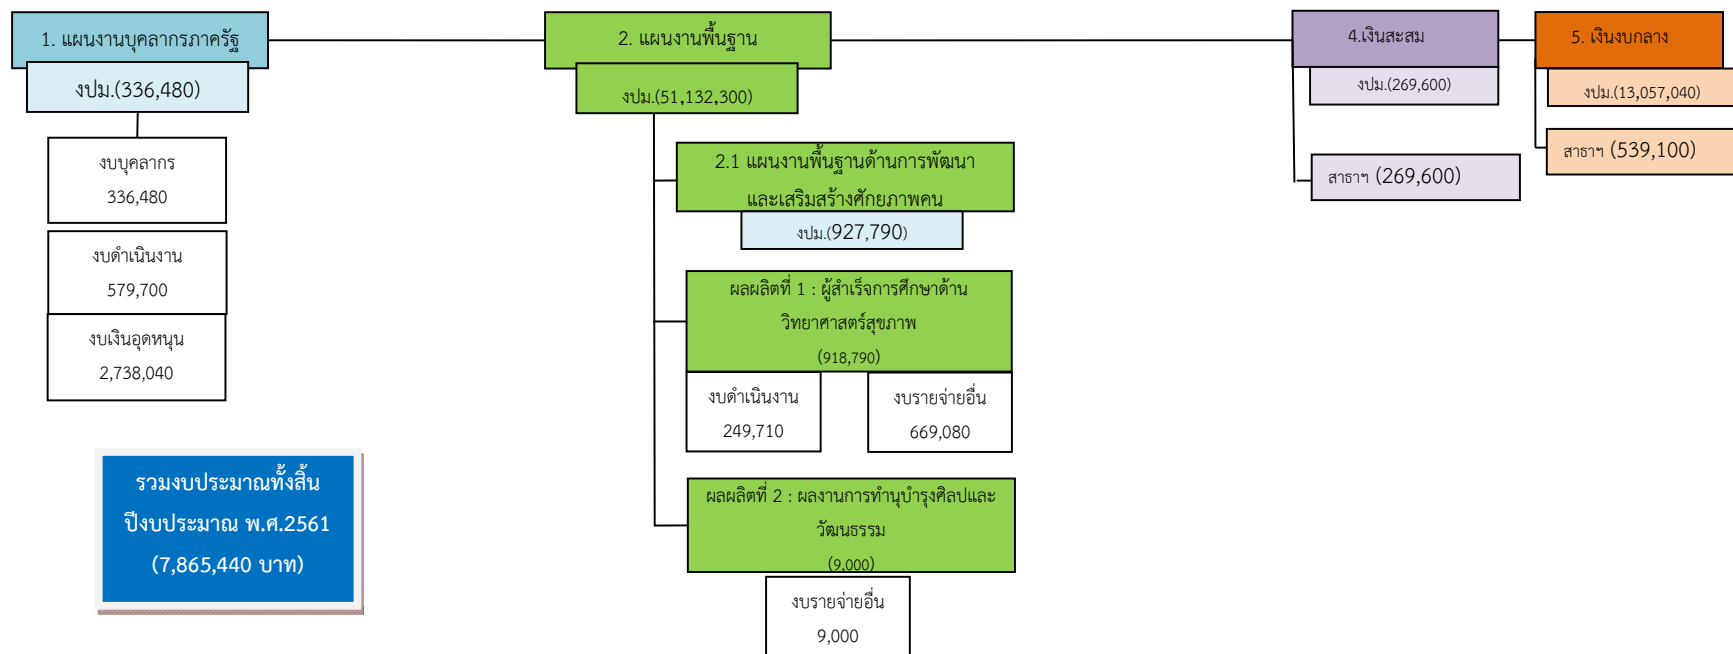 1. แผนงานบุคลากรภาครัฐ
งปม.(336,480)
งบบุคลากร
336,480
งบดำเนินงาน
579,700
งบเงินอุดหนุน
2,738,040
รวมงบประมาณทั้งสิ้น
ปีงบประมาณ พ.ศ.2561
(7,865,440 บาท)
2. แผนงานพื้นฐาน
งปม.(51,132,300)
2.1 แผนงานพื้นฐานด้านการพัฒนา
และเสริมสร้างศักยภาพคน
งปม.(927,790)
ผลผลิตที่ 1 : ผู้สำเร็จการศึกษาด้าน
วิทยาศาสตร์สุขภาพ
(918,790)
งบดำเนินงาน
249,710
งบรายจ่ายอื่น
669,080
ผลผลิตที่ 2 : ผลงานการทำนุบำรุงศิลปและ
วัฒนธรรม
(9,000)
งบรายจ่ายอื่น
9,000
4.เงินสะสม
งปม.(269,600)
สาธาฯ (269,600)
5. เงินงบกลาง
งปม.(13,057,040)
สาธาฯ (539,100)